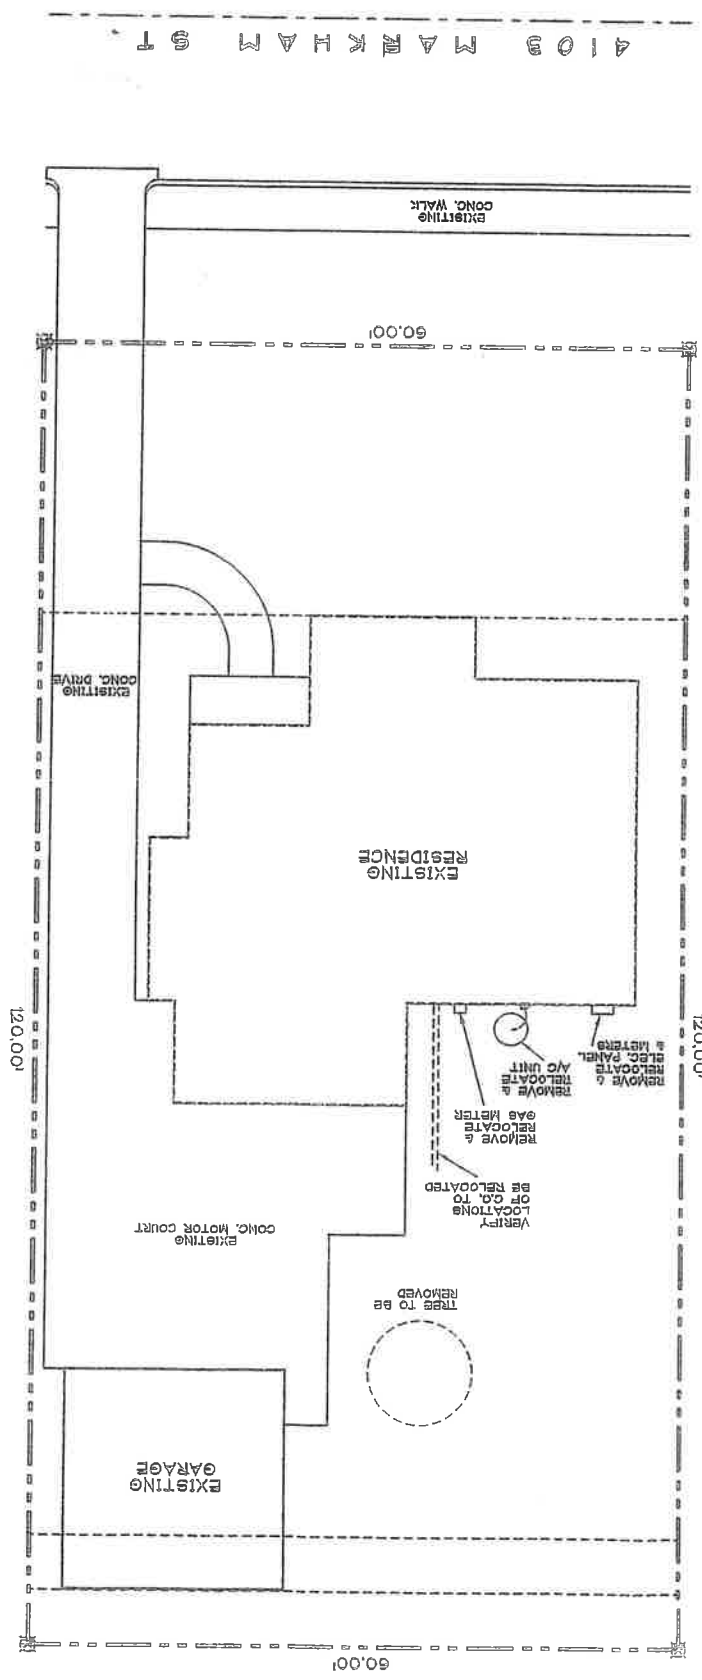 60.00'
EXISTING
GARAGE
TREE TO BE
REMOVED
VERIFY
LOCATIONS
OF C.O. TO
BE RELOCATED
EXISTING
CONC. MOTOR COURT
REMOVE &
RELOCATE
GAS METER
REMOVE &
RELOCATE
A/C UNIT
REMOVE &
RELOCATE
ELEC. PANEL
& METERS
120.00'
120.00'
EXISTING
RESIDENCE
EXISITING
CONC. DRIVE
60.00'
EXISITING
CONC. WALK
4103 MARKHAM ST.